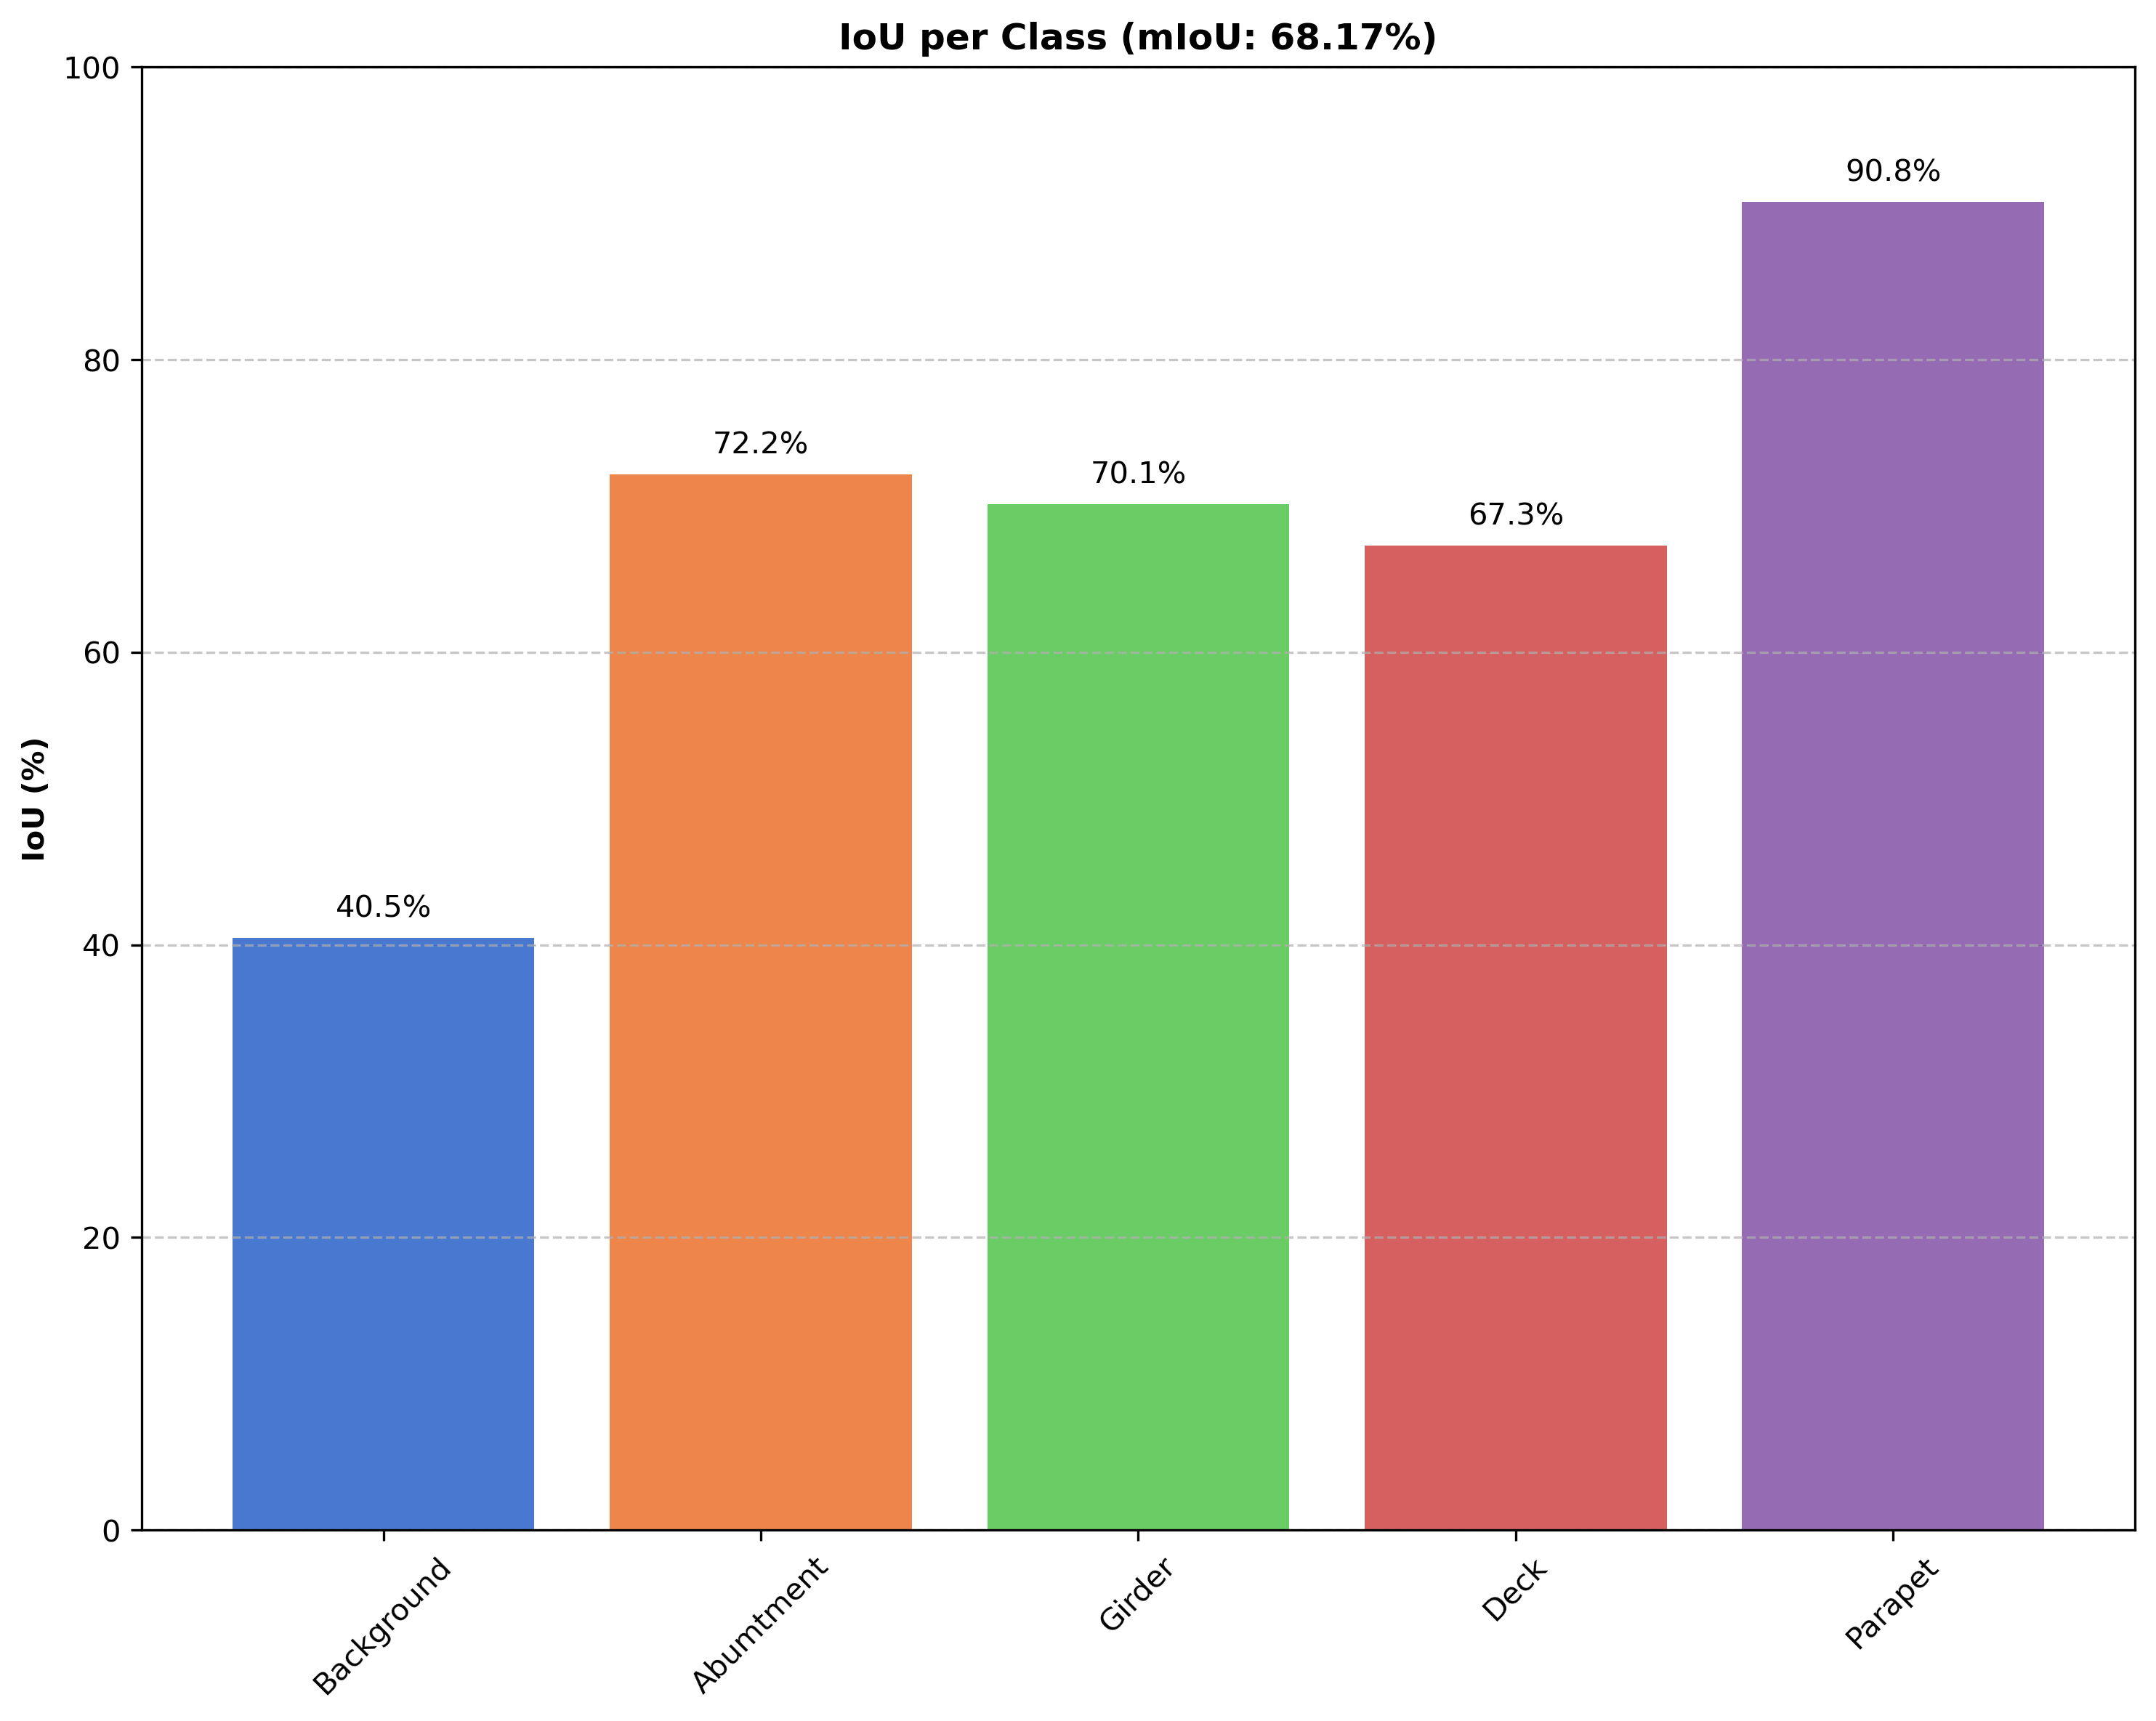 IoU per Class (mIoU: 68.17%)
100
80
60
40
20
0
IoU (%)
40.5%
72.2%
70.1%
67.3%
90.8%
Background
Abumtment
Girder
Deck
Parapet